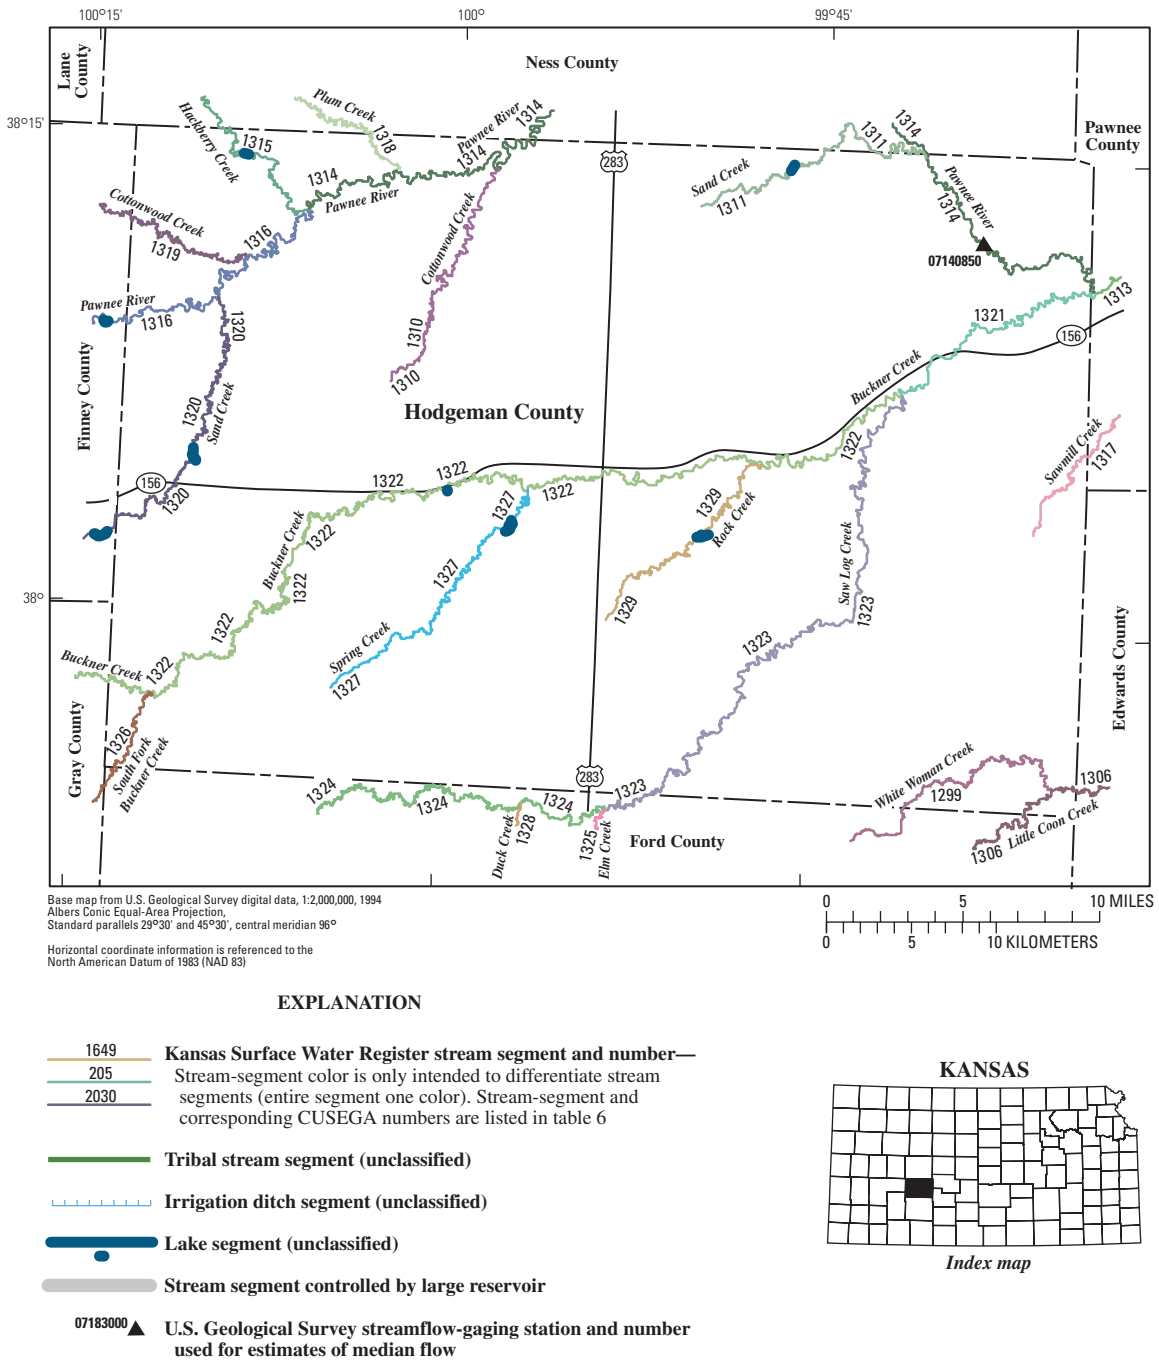 100°15'
100°
99°45'
38°15'
38°
Lane
County
Ness County
Pawnee
County
Finney County
Hodgeman County
Gray County
Ford County
Edwards County
Hackberry Creek
1315
Plum Creek
1318
Pawnee River
1314
1314
1314
Pawnee River
Cottonwood Creek
1319
1316
Pawnee River
1316
1320
1320
Sand Creek
156
1320
Cottonwood Creek
1310
1310
283
Sand Creek
1311
1311
1314
Pawnee River
1314
07140850
1313
1321
156
Buckner Creek
1322
Sawmill Creek
1317
1322
1322
1322
1327
1329
Rock Creek
1329
Buckner Creek
1322
1322
1322
1327
Spring Creek
1327
Saw Log Creek
1323
1323
Buckner Creek
1322
1326
South Fork
Buckner Creek
283
1324
1324
1324
1323
Duck Creek
1328
1325
Elm Creek
White Woman Creek
1299
1306
Little Coon Creek
1306
Base map from U.S. Geological Survey digital data, 1:2,000,000, 1994
Albers Conic Equal-Area Projection,
Standard parallels 29°30' and 45°30', central meridian 96°
Horizontal coordinate information is referenced to the
North American Datum of 1983 (NAD 83)
0 5 10 MILES
0 5 10 KILOMETERS
EXPLANATION
1649
205
2030
Kansas Surface Water Register stream segment and number—
Stream-segment color is only intended to differentiate stream
segments (entire segment one color). Stream-segment and
corresponding CUSEGA numbers are listed in table 6
Tribal stream segment (unclassified)
Irrigation ditch segment (unclassified)
Lake segment (unclassified)
Stream segment controlled by large reservoir
07183000
U.S. Geological Survey streamflow-gaging station and number
used for estimates of median flow
KANSAS
Index map